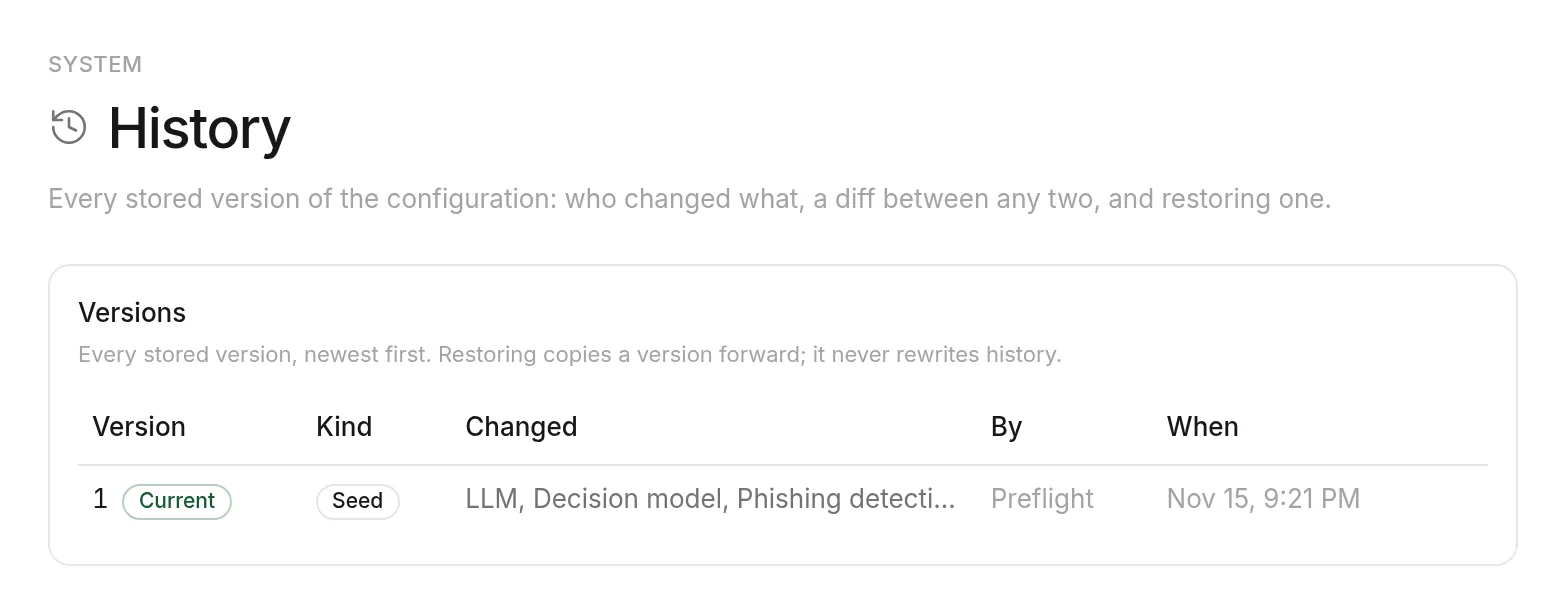 SYSTEM
History
Every stored version of the configuration: who changed what, a diff between any two, and restoring one.
Versions
Every stored version, newest first. Restoring copies a version forward; it never rewrites history.
Version Kind Changed By When
1 Current Seed LLM, Decision model, Phishing detecti... Preflight Nov 15, 9:21 PM